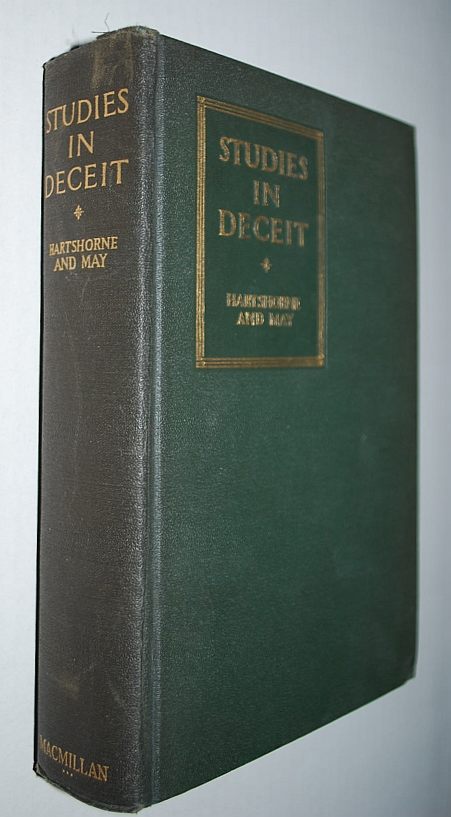 STUDIES
IN
DECEIT
HARTSHORNE
AND MAY
MACMILLAN
STUDIES
IN
DECEIT
HARTSHORNE
AND MAY